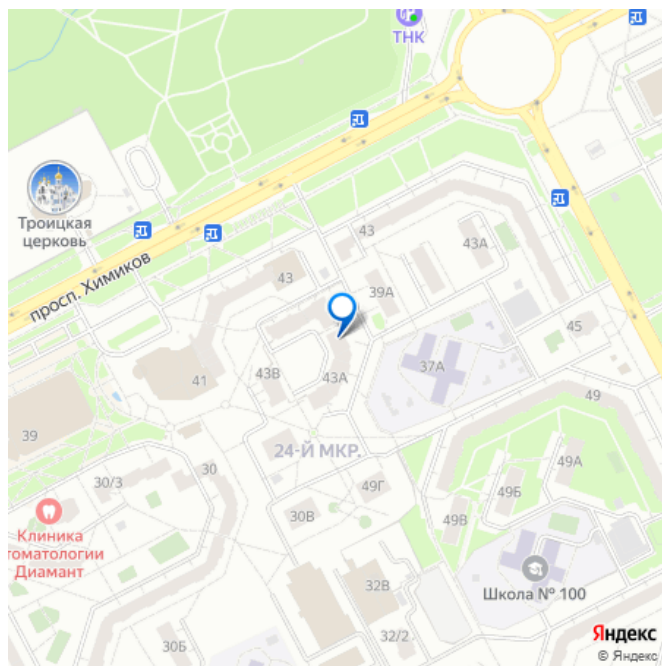 ТНК
Троицкая
церковь
просп. Химиков
43
43А
43
39А
45
41
43В
43А
37А
39
49
24-Й МКР.
30/3
30
49Г
49А
49Б
30В
49В
Клиника
томатологии
Диамант
32В
Школа № 100
30Б
32/2
Яндекс
© Яндекс